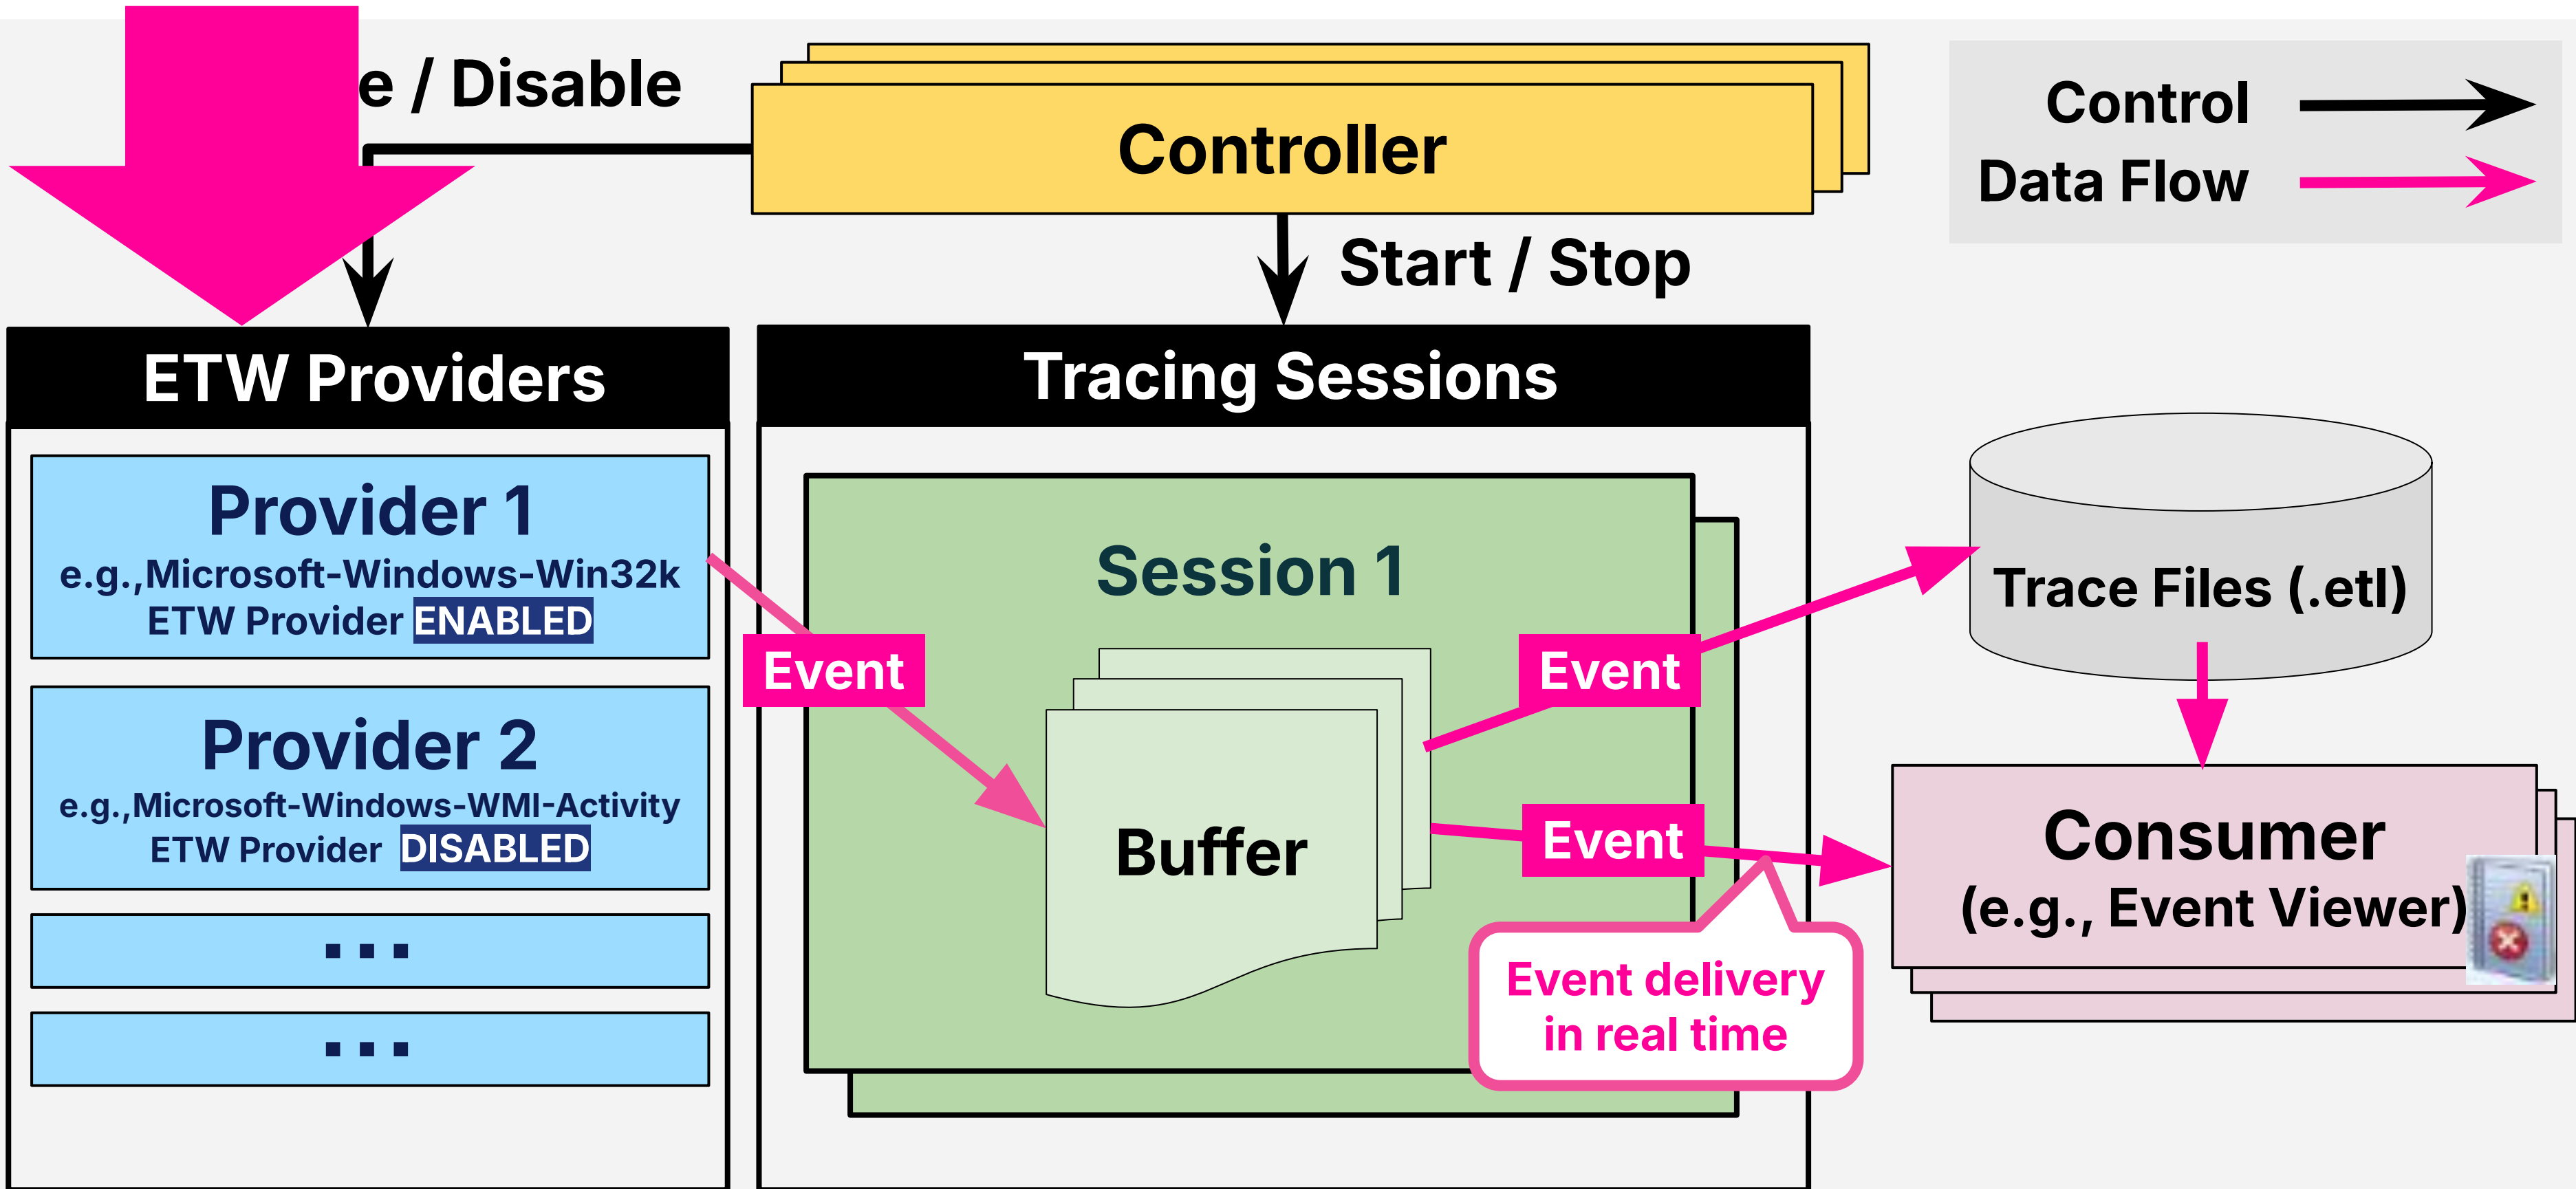 e / Disable
Controller
Control
Data Flow
Start / Stop
ETW Providers
Tracing Sessions
Provider 1
e.g.,Microsoft-Windows-Win32k
ETW Provider ENABLED
Provider 2
e.g.,Microsoft-Windows-WMI-Activity
ETW Provider DISABLED
...
...
Session 1
Event
Buffer
Event
Event
Event delivery
in real time
Trace Files (.etl)
Consumer
(e.g., Event Viewer)